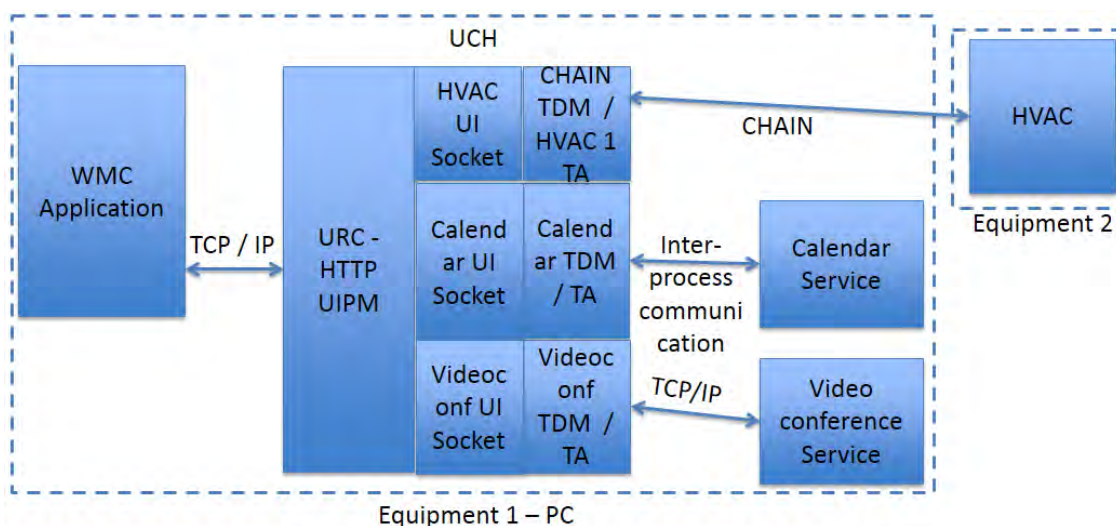 UCH
WMC
Application
TCP / IP
URC -
HTTP
UIPM
HVAC
UI
Socket
CHAIN
TDM /
HVAC 1
TA
CHAIN
HVAC
Equipment 2
Calend
ar UI
Socket
Calend
ar TDM
/ TA
Inter-
process
communi
cation
Calendar
Service
Videoc
onf UI
Socket
Videoc
onf
TDM /
TA
TCP/IP
Video
conference
Service
Equipment 1 – PC